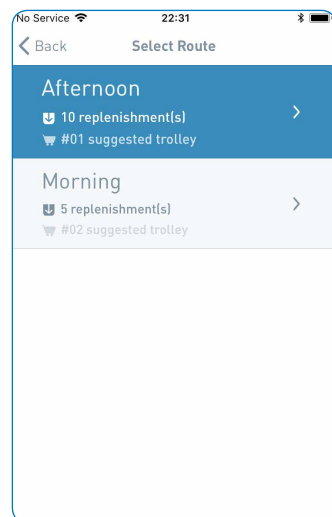 No Service 22:31
Back Select Route
Afternoon
10 replenishment(s)
#01 suggested trolley
Morning
5 replenishment(s)
#02 suggested trolley